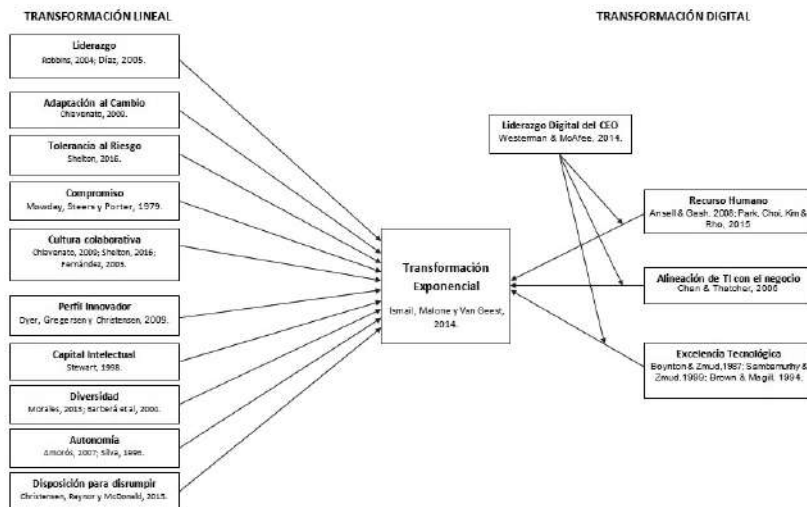 TRANSFORMACIÓN LINEAL
Liderazgo
Robbins, 2004; Díaz, 2005.
Adaptación al Cambio
Chiavenato, 2009.
Tolerancia al Riesgo
Shelton, 2016.
Compromiso
Mowday, Steers y Porter, 1979.
Cultura colaborativa
Chiavenato, 2009; Shelton, 2016;
Fernández, 2005.
Perfil Innovador
Dyer, Gregersen y Christensen, 2009.
Capital Intelectual
Stewart, 1998.
Diversidad
Morales, Barberá et al, 2000.
Autonomía
Amorós, 2007; Silva, 1996.
Disposición para disrumpir
Christensen, Raynor y McDonald, 2015.
Transformación
Exponencial
Ismail, Malone y Van Geest,
2014.
TRANSFORMACIÓN DIGITAL
Liderazgo Digital del CEO
Westerman & McAfee, 2014.
Recurso Humano
Ansell & Gash, 2008; Park, Choi, Kim &
Rho, 2015
Alineación de TI con el negocio
Chan & Thatcher, 2006
Excelencia Tecnológica
Boynton & Zmud,1987; Sambamurthy &
Zmud,1999; Brown & Magill, 1994.